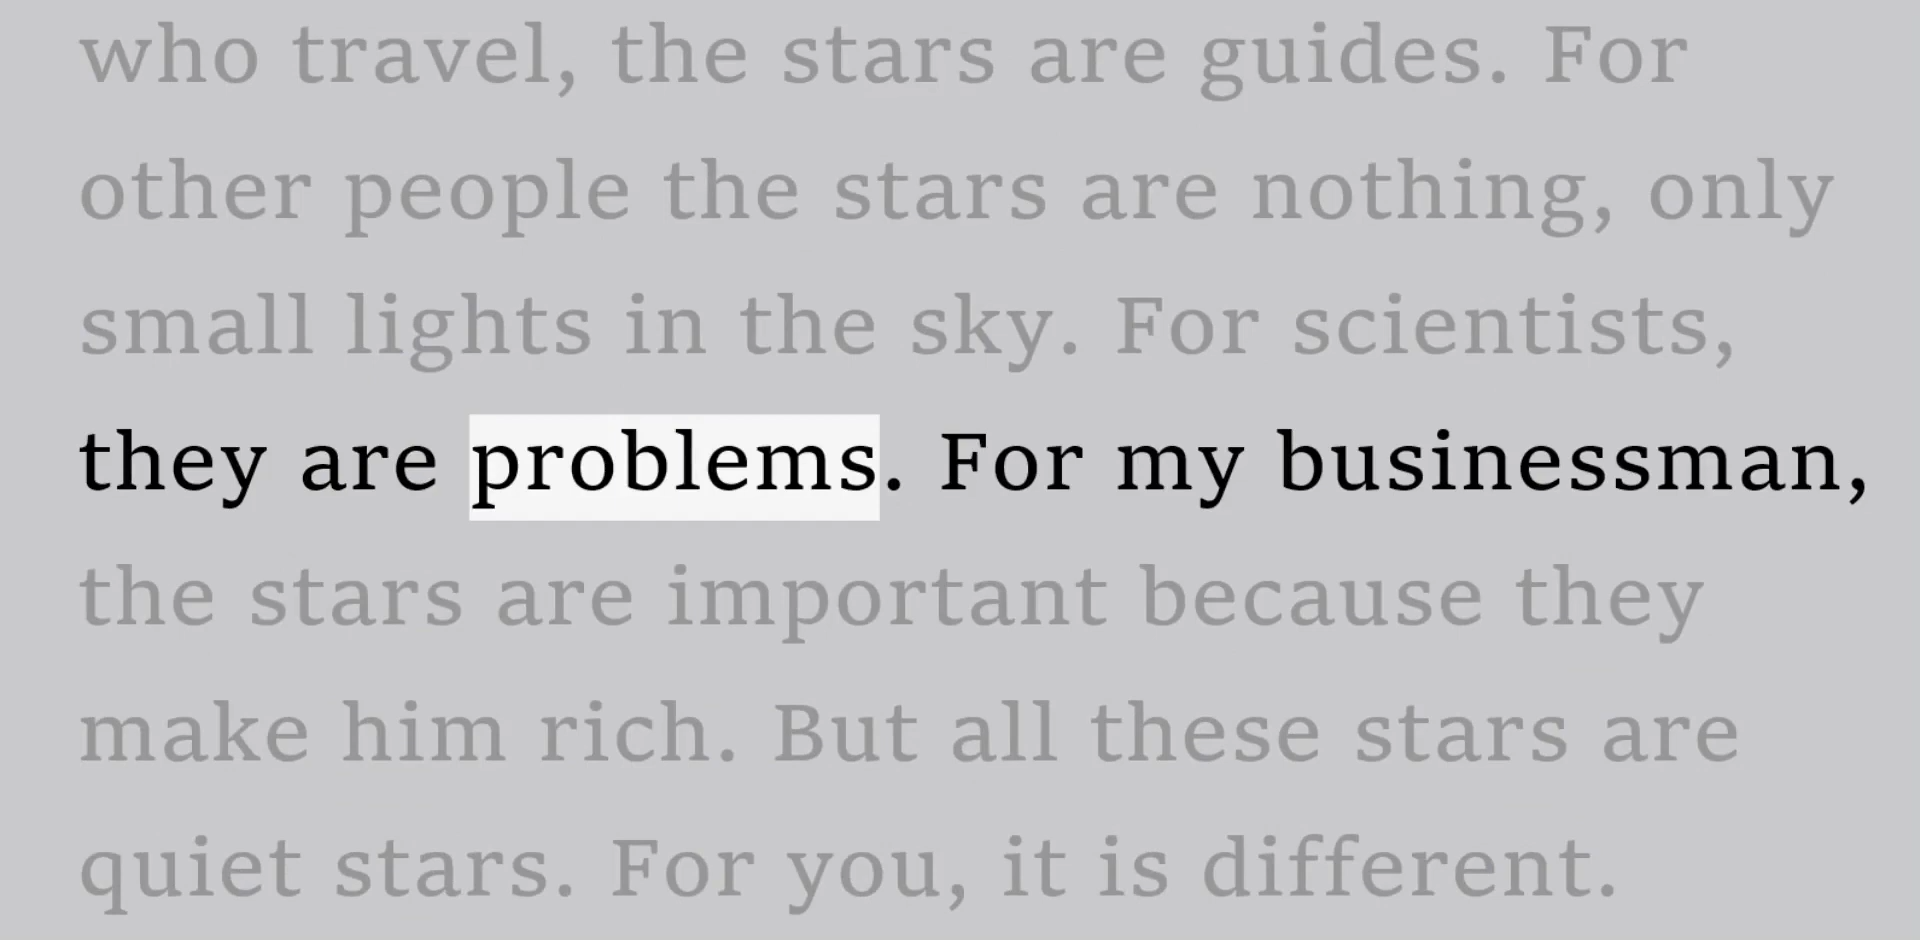 who travel, the stars are guides. For
other people the stars are nothing, only
small lights in the sky. For scientists,
they are problems. For my businessman,
the stars are important because they
make him rich. But all these stars are
quiet stars. For you, it is different.